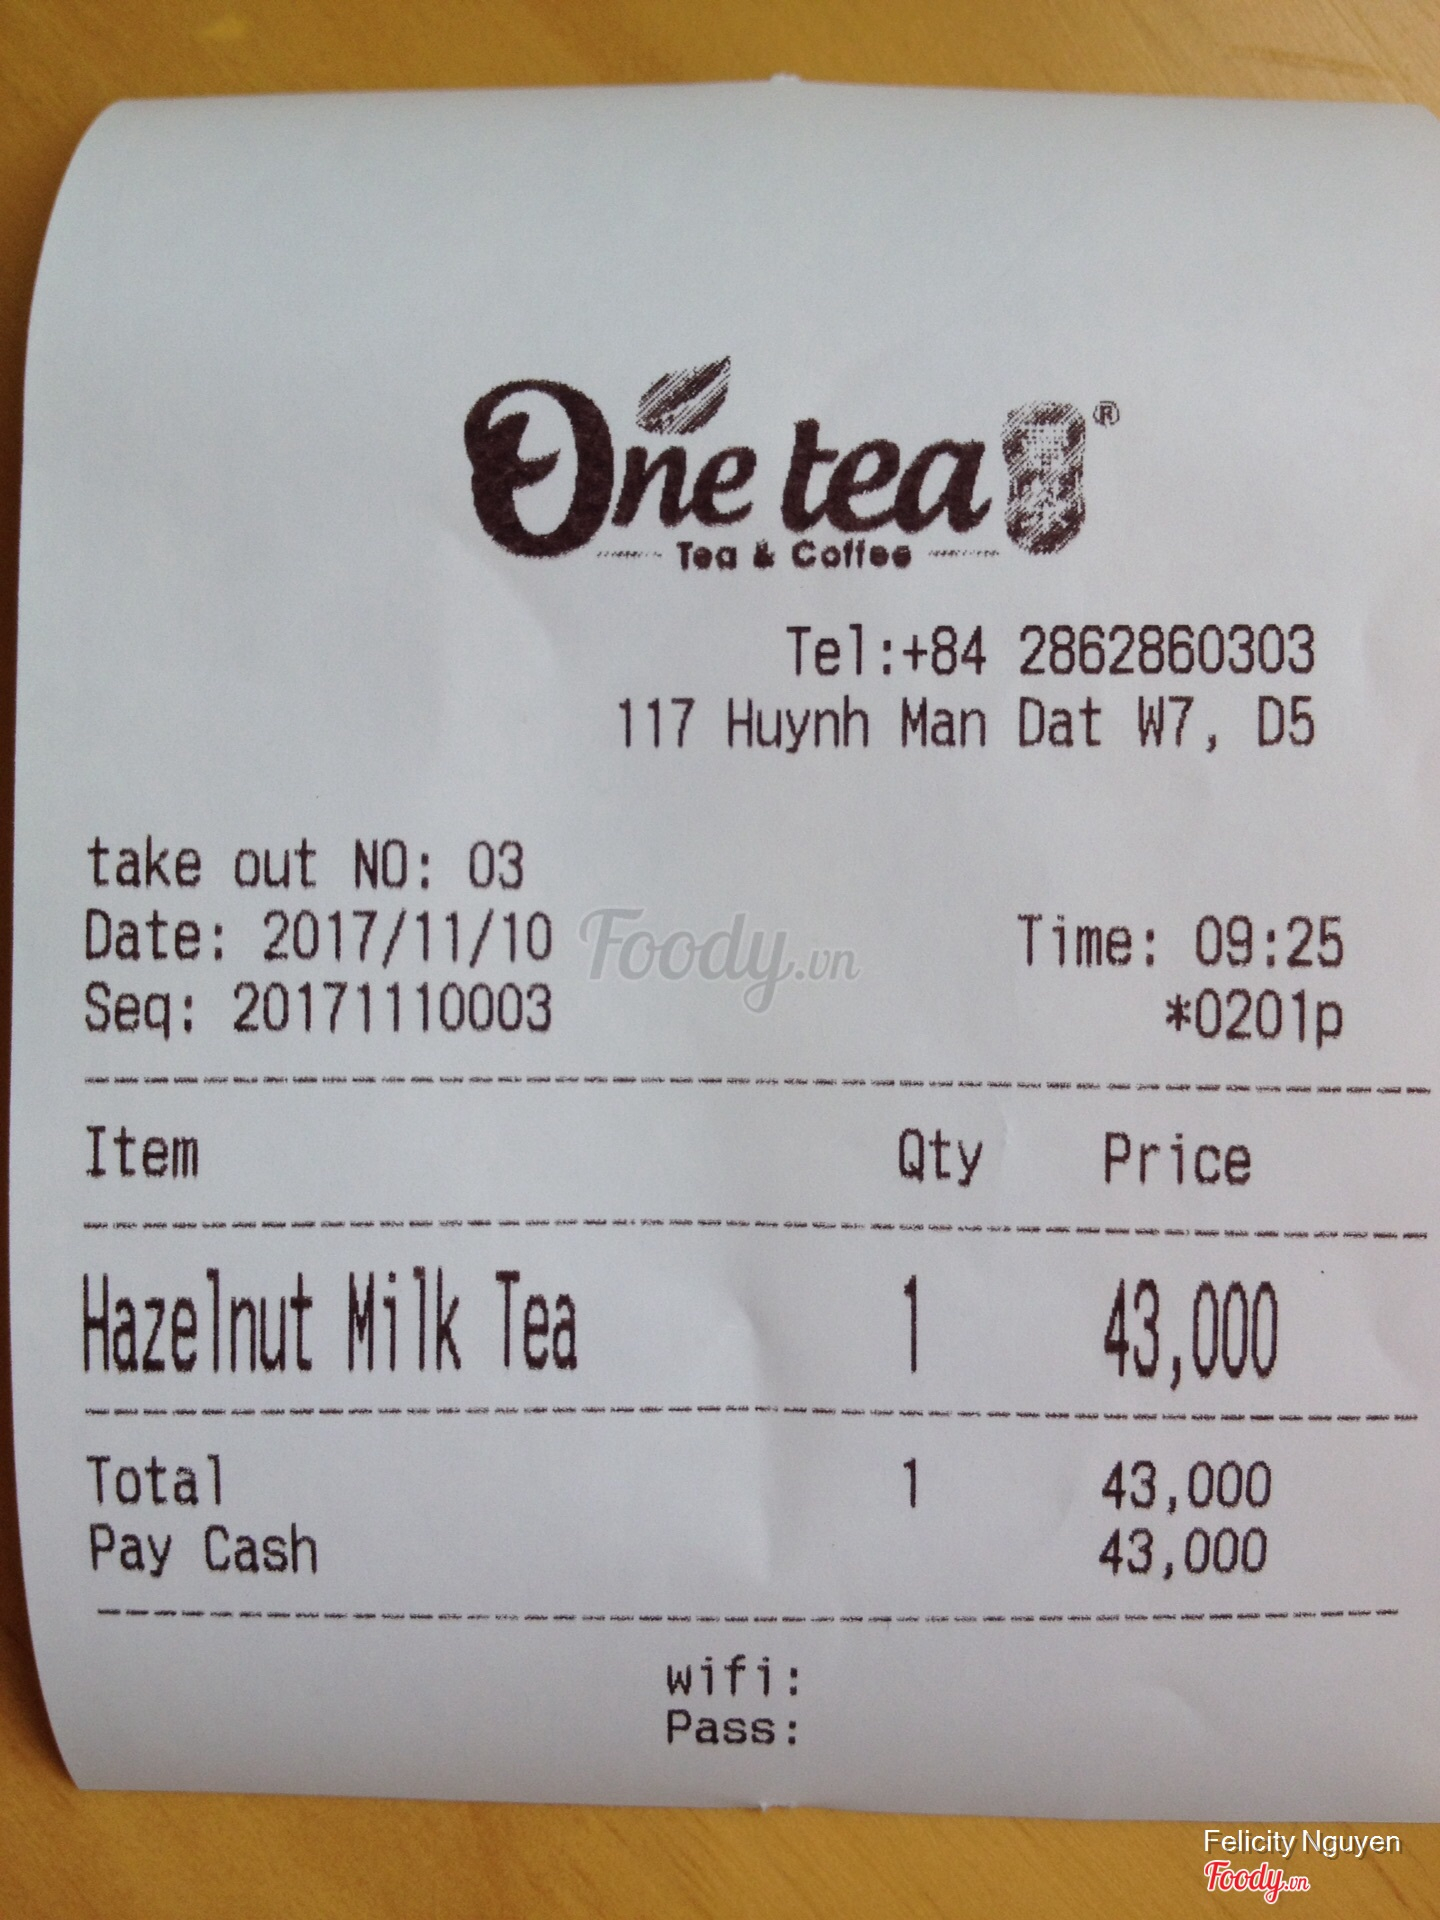 One tea ®
Tea & Coffee
Tel:+84 2862860303
117 Huynh Man Dat W7, D5
take out NO: 03
Date: 2017/11/10 Time: 09:25
Foody.vn
Seq: 20171110003 *0201p
Item Qty Price
Hazelnut Milk Tea 1 43,000
Total 1 43,000
Pay Cash 43,000
wifi:
Pass:
Felicity Nguyen
Foody.vn